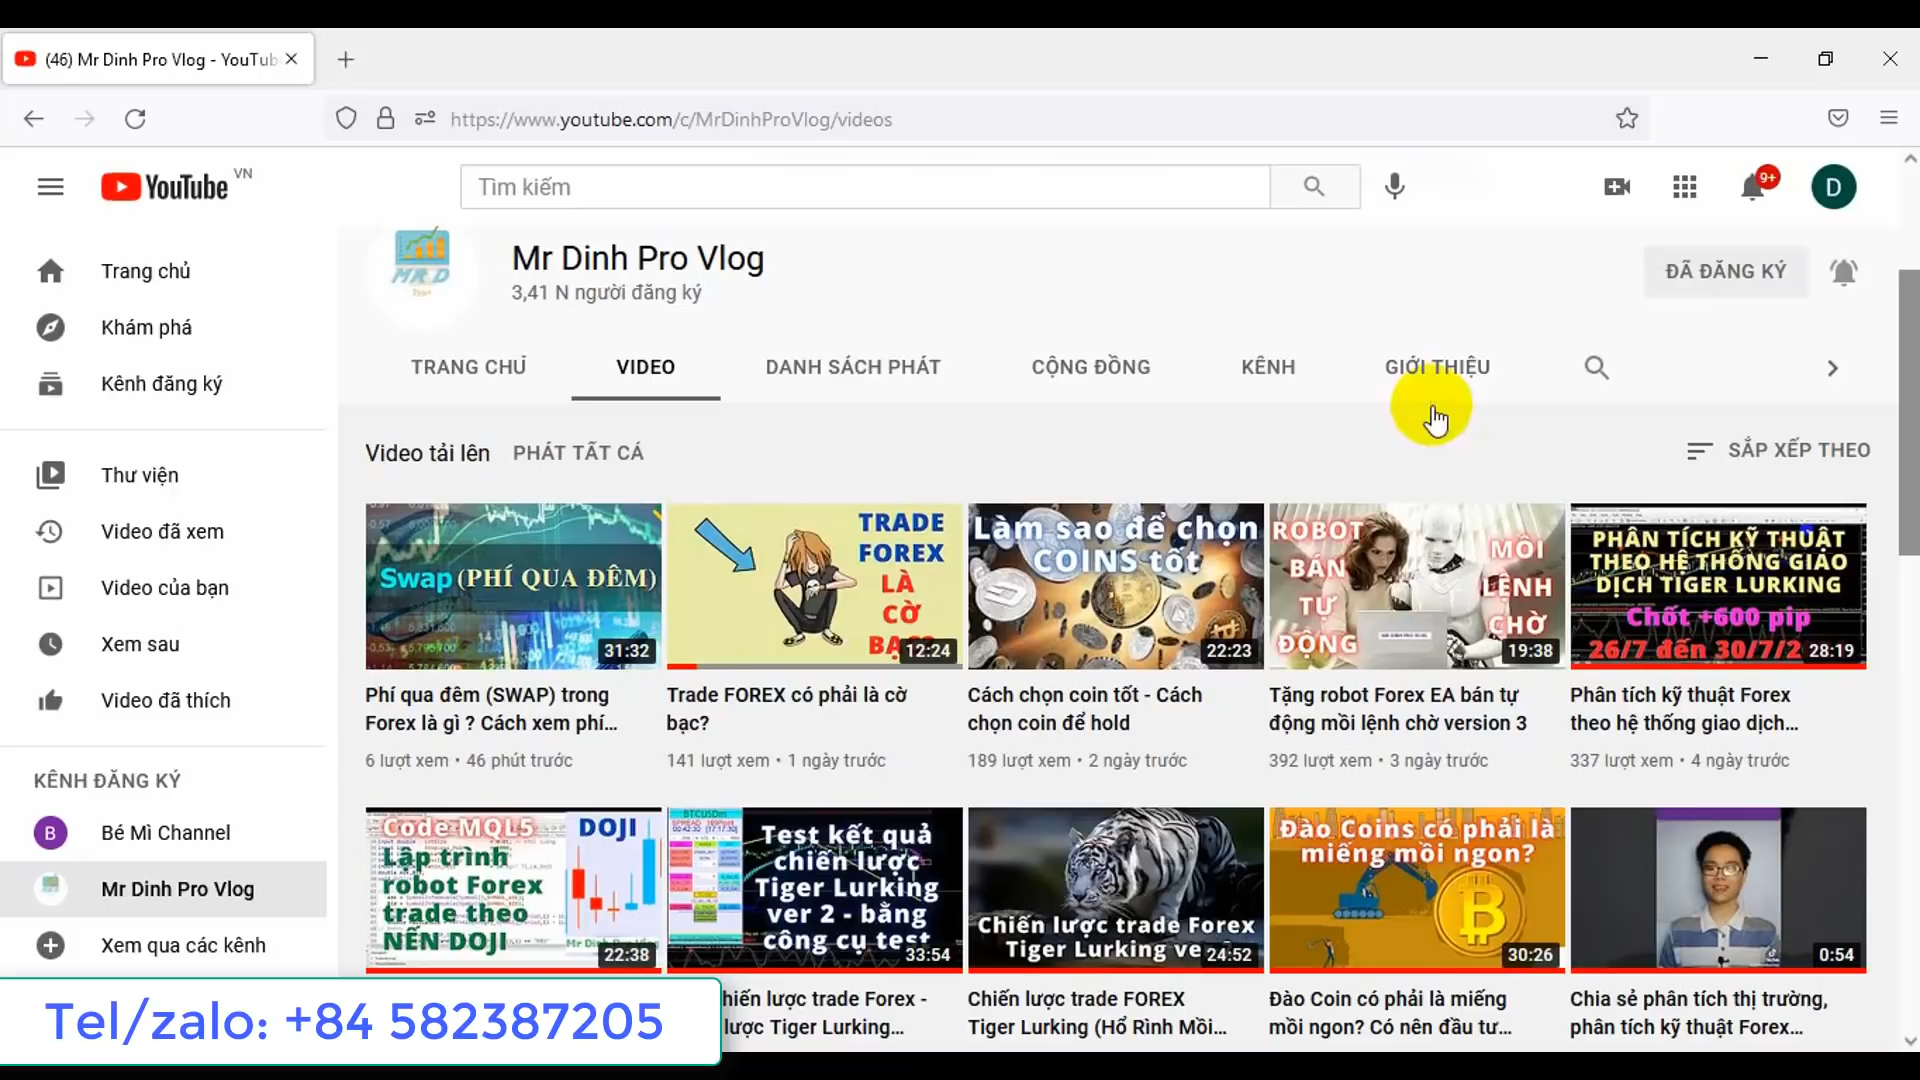 (46) Mr Dinh Pro Vlog - YouTub
https://www.youtube.com/c/MrDinhProVlog/videos
YouTube VN
Tìm kiếm
9+
D
Trang chủ
Khám phá
Kênh đăng ký
Thư viện
Video đã xem
Video của bạn
Xem sau
Video đã thích
KÊNH ĐĂNG KÝ
B
Bé Mì Channel
Mr Dinh Pro Vlog
Xem qua các kênh
MR.D
Mr Dinh Pro Vlog
3,41 N người đăng ký
ĐÃ ĐĂNG KÝ
TRANG CHỦ
VIDEO
DANH SÁCH PHÁT
CỘNG ĐỒNG
KÊNH
GIỚI THIỆU
Video tải lên
PHÁT TẤT CẢ
SẮP XẾP THEO
Swap (PHÍ QUA ĐÊM)
31:32
Phí qua đêm (SWAP) trong
Forex là gì ? Cách xem phí...
6 lượt xem • 46 phút trước
TRADE
FOREX
LÀ
CỜ
12:24
Trade FOREX có phải là cờ
bạc?
141 lượt xem • 1 ngày trước
Làm sao để chọn
COINS tốt
22:23
Cách chọn coin tốt - Cách
chọn coin để hold
189 lượt xem • 2 ngày trước
ROBOT
BÁN
TỰ
ĐỘNG
MỒI
LỆNH
CHỜ
MR DINH PRO VLOG
19:38
Tặng robot Forex EA bán tự
động mồi lệnh chờ version 3
392 lượt xem • 3 ngày trước
PHÂN TÍCH KỸ THUẬT
THEO HỆ THỐNG GIAO
DỊCH TIGER LURKING
Chốt +600 pip
26/7 đến 30/7/2
28:19
Phân tích kỹ thuật Forex
theo hệ thống giao dịch...
337 lượt xem • 4 ngày trước
Code MQL5
Lập trình
robot Forex
trade theo
NẾN DOJI
DOJI
22:38
BTCUSDm
Test kết quả
chiến lược
Tiger Lurking
ver 2 - bằng
công cụ test
33:54
hiến lược trade Forex -
lược Tiger Lurking...
Chiến lược trade Forex
Tiger Lurking ve
24:52
Chiến lược trade FOREX
Tiger Lurking (Hổ Rình Mồi...
Đào Coins có phải là
miếng mồi ngon?
30:26
Đào Coin có phải là miếng
mồi ngon? Có nên đầu tư...
0:54
Chia sẻ phân tích thị trường,
phân tích kỹ thuật Forex...
Tel/zalo: +84 582387205